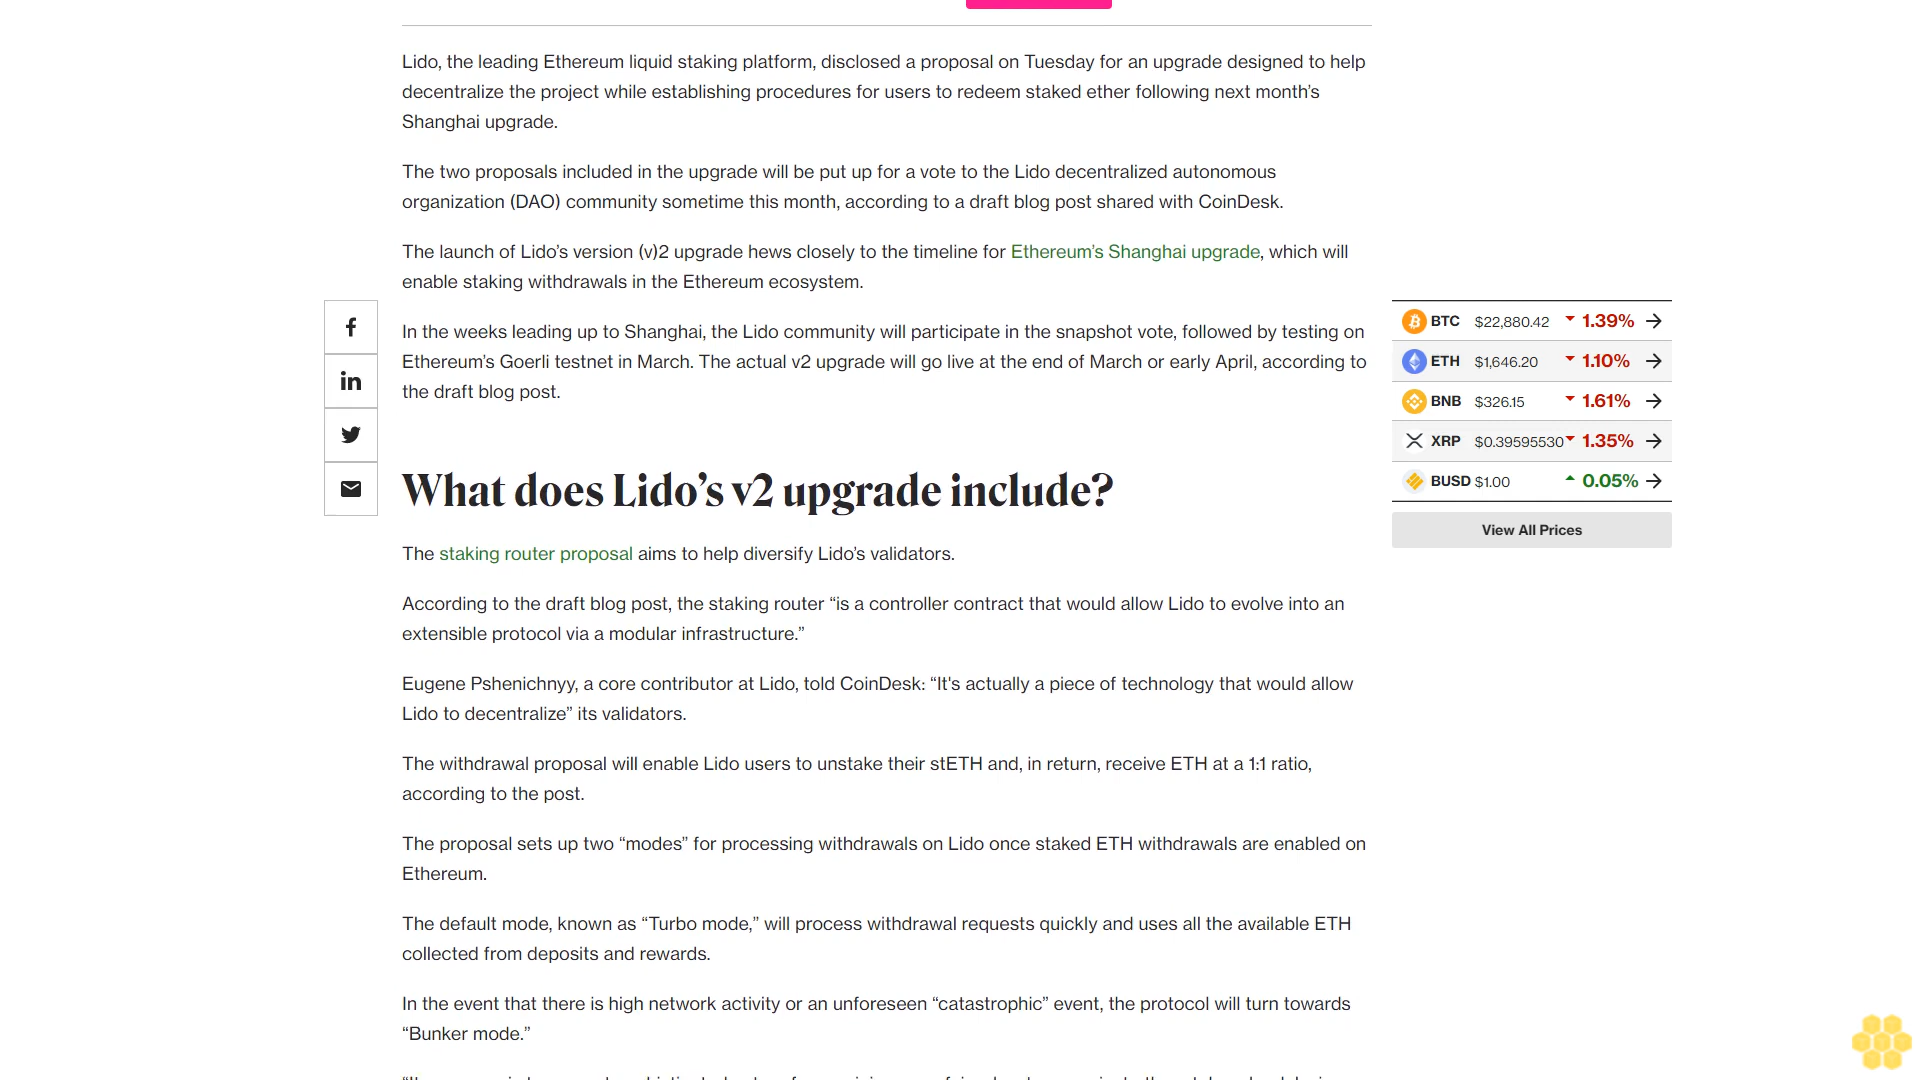 Lido, the leading Ethereum liquid staking platform, disclosed a proposal on Tuesday for an upgrade designed to help
decentralize the project while establishing procedures for users to redeem staked ether following next month’s
Shanghai upgrade.
The two proposals included in the upgrade will be put up for a vote to the Lido decentralized autonomous
organization (DAO) community sometime this month, according to a draft blog post shared with CoinDesk.
The launch of Lido’s version (v)2 upgrade hews closely to the timeline for Ethereum’s Shanghai upgrade, which will
enable staking withdrawals in the Ethereum ecosystem.
In the weeks leading up to Shanghai, the Lido community will participate in the snapshot vote, followed by testing on
Ethereum’s Goerli testnet in March. The actual v2 upgrade will go live at the end of March or early April, according to
the draft blog post.
What does Lido’s v2 upgrade include?
The staking router proposal aims to help diversify Lido’s validators.
According to the draft blog post, the staking router “is a controller contract that would allow Lido to evolve into an
extensible protocol via a modular infrastructure.”
Eugene Pshenichnyy, a core contributor at Lido, told CoinDesk: “It's actually a piece of technology that would allow
Lido to decentralize” its validators.
The withdrawal proposal will enable Lido users to unstake their stETH and, in return, receive ETH at a 1:1 ratio,
according to the post.
The proposal sets up two “modes” for processing withdrawals on Lido once staked ETH withdrawals are enabled on
Ethereum.
The default mode, known as “Turbo mode,” will process withdrawal requests quickly and uses all the available ETH
collected from deposits and rewards.
In the event that there is high network activity or an unforeseen “catastrophic” event, the protocol will turn towards
“Bunker mode.”
BTC $22,880.42 1.39%
ETH $1,646.20 1.10%
BNB $326.15 1.61%
XRP $0.39595530 1.35%
BUSD $1.00 0.05%
View All Prices